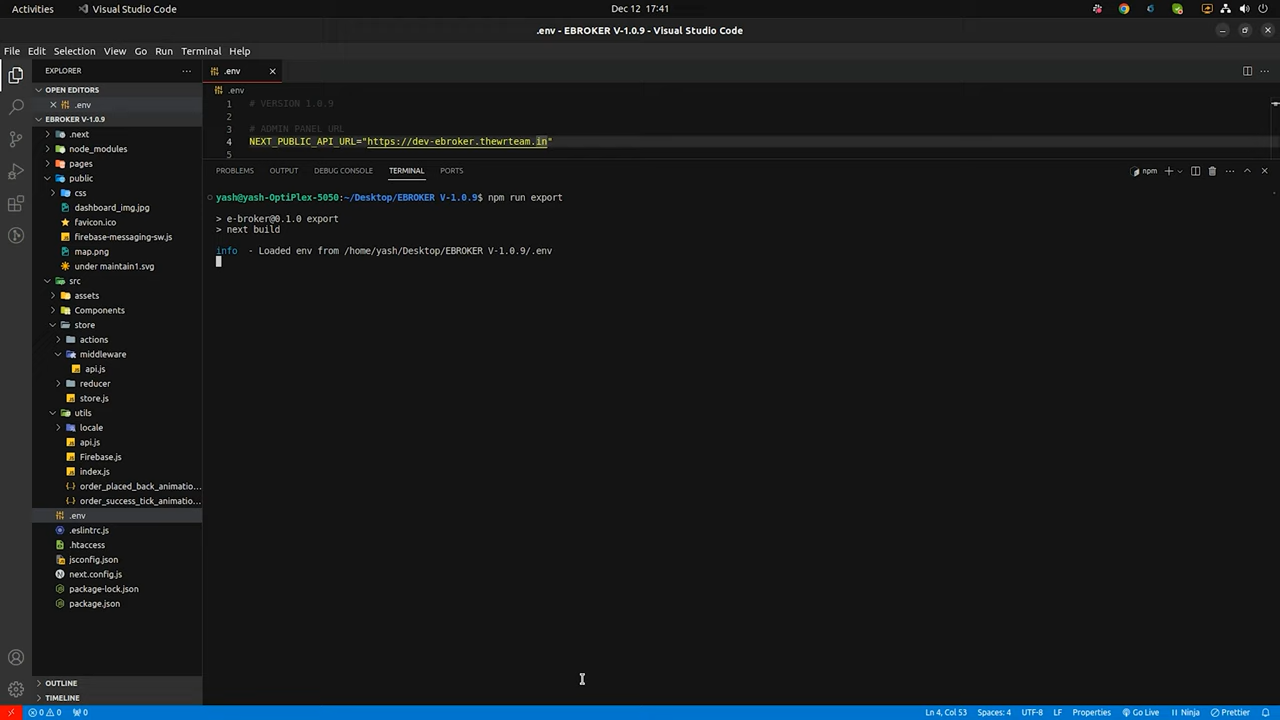 Activities
Visual Studio Code
Dec 12 17:41
.env - EBROKER V-1.0.9 - Visual Studio Code
File Edit Selection View Go Run Terminal Help
EXPLORER
OPEN EDITORS
.env
EBROKER V-1.0.9
.next
node_modules
pages
public
css
dashboard_img.jpg
favicon.ico
firebase-messaging-sw.js
map.png
under maintain1.svg
src
assets
Components
store
actions
middleware
api.js
reducer
store.js
utils
locale
api.js
Firebase.js
index.js
order_placed_back_animatio...
order_success_tick_animatio...
.env
.eslintrc.js
.htaccess
jsconfig.json
next.config.js
package-lock.json
package.json
OUTLINE
TIMELINE
.env
.env
1 # VERSION 1.0.9
2
3 # ADMIN PANEL URL
4 NEXT_PUBLIC_API_URL="https://dev-ebroker.thewrteam.in"
5
PROBLEMS OUTPUT DEBUG CONSOLE TERMINAL PORTS
npm
yash@yash-OptiPlex-5050:~/Desktop/EBROKER V-1.0.9$ npm run export
> e-broker@0.1.0 export
> next build
info - Loaded env from /home/yash/Desktop/EBROKER V-1.0.9/.env
0 0 0
Ln 4, Col 53 Spaces: 4 UTF-8 LF Properties Go Live Ninja Prettier